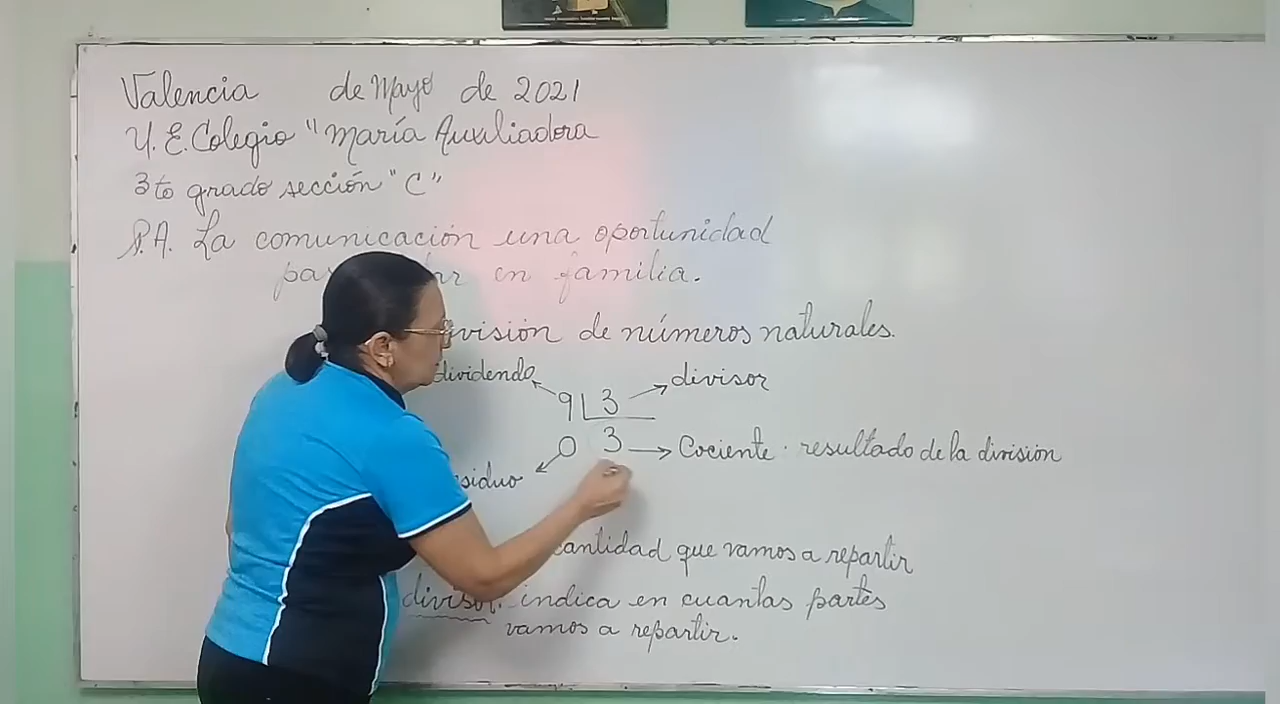 Valencia de Mayo de 2021
U.E. Colegio "María Auxiliadora
3to grado sección "C"
P.A. La comunicación una oportunidad
en familia.
de números naturales.
dividendo
divisor
9 3
0 3
Cociente: resultado de la división
cantidad que vamos a repartir
divisor: indica en cuantas partes
vamos a repartir.